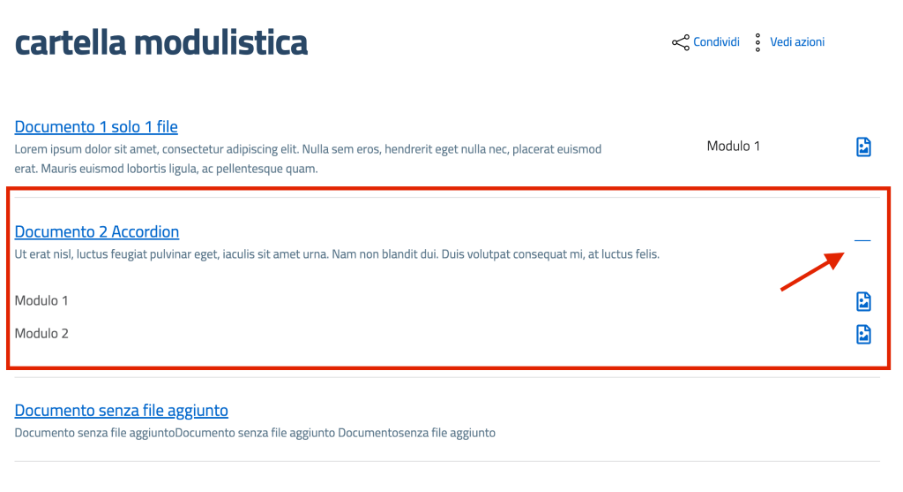 cartella modulistica
Condividi
Vedi azioni
Documento 1 solo 1 file
Lorem ipsum dolor sit amet, consectetur adipiscing elit. Nulla sem eros, hendrerit eget nulla nec, placerat euismod
erat. Mauris euismod lobortis ligula, ac pellentesque quam.
Modulo 1
Documento 2 Accordion
Ut erat nisl, luctus feugiat pulvinar eget, iaculis sit amet urna. Nam non blandit dui. Duis volutpat consequat mi, at luctus felis.
Modulo 1
Modulo 2
Documento senza file aggiunto
Documento senza file aggiuntoDocumento senza file aggiunto Documentosenza file aggiunto